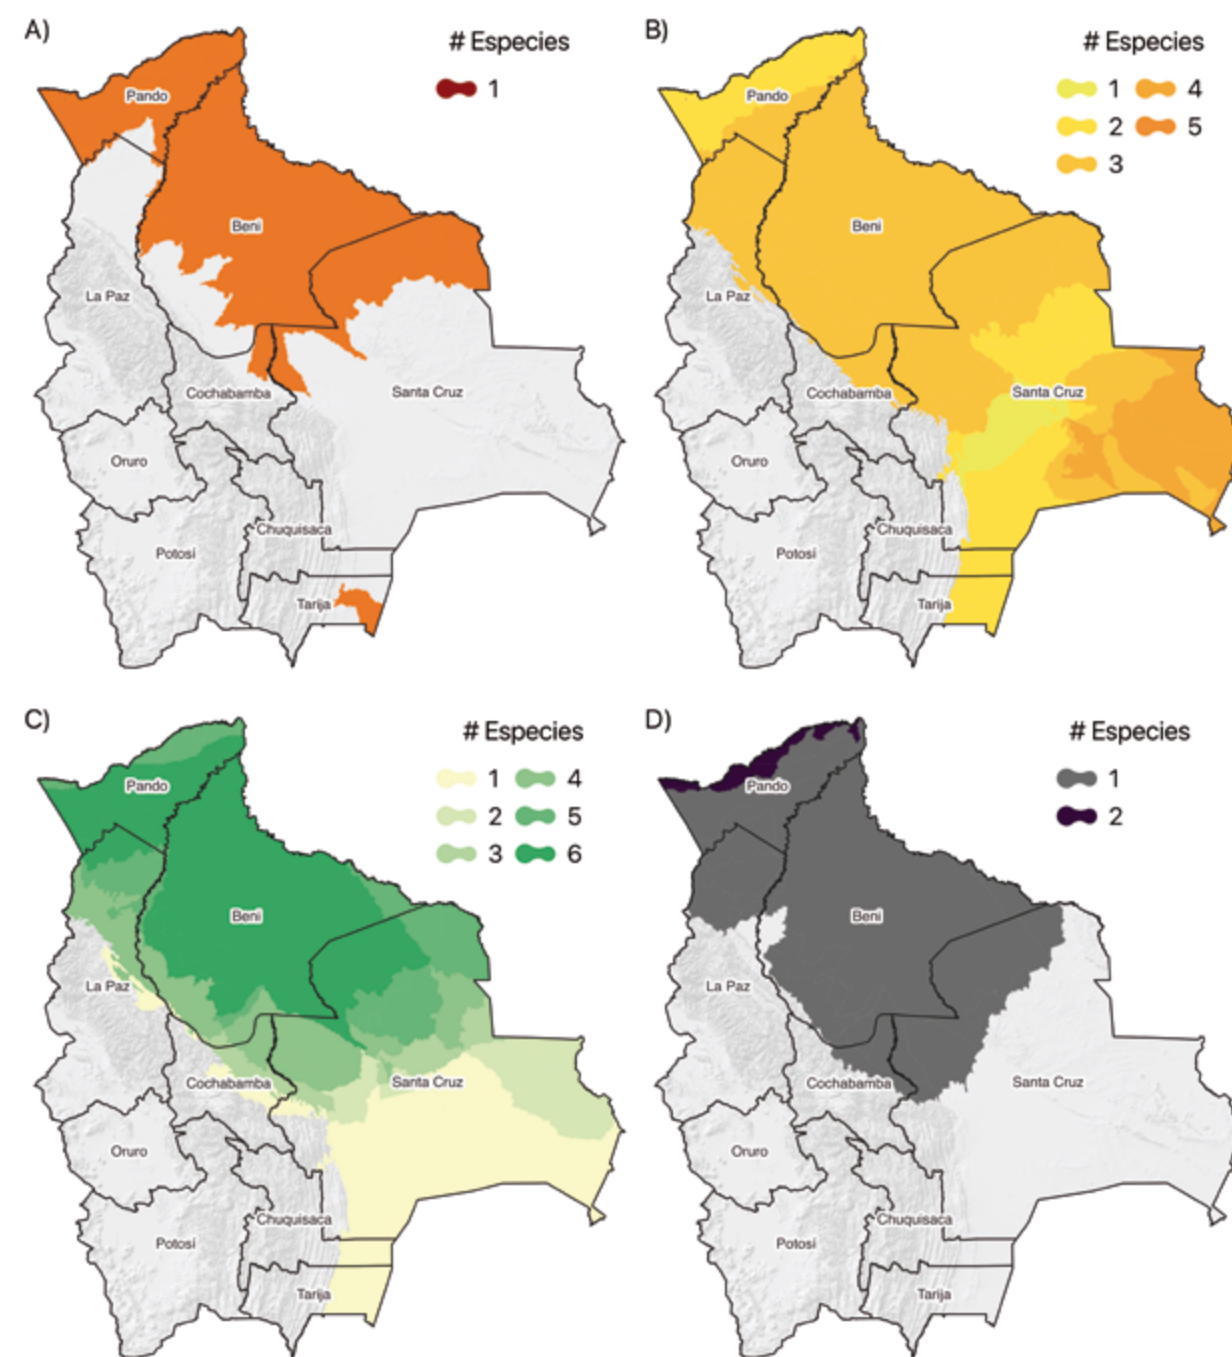 A)
# Especies
1
Pando
Beni
La Paz
Cochabamba
Santa Cruz
Oruro
Chuquisaca
Potosí
Tarija
B)
# Especies
1 4
2 5
3
Pando
Beni
La Paz
Cochabamba
Santa Cruz
Oruro
Chuquisaca
Potosí
Tarija
C)
# Especies
1 4
2 5
3 6
Pando
Beni
La Paz
Cochabamba
Santa Cruz
Oruro
Chuquisaca
Potosí
Tarija
D)
# Especies
1
2
Pando
Beni
La Paz
Cochabamba
Santa Cruz
Oruro
Chuquisaca
Potosí
Tarija